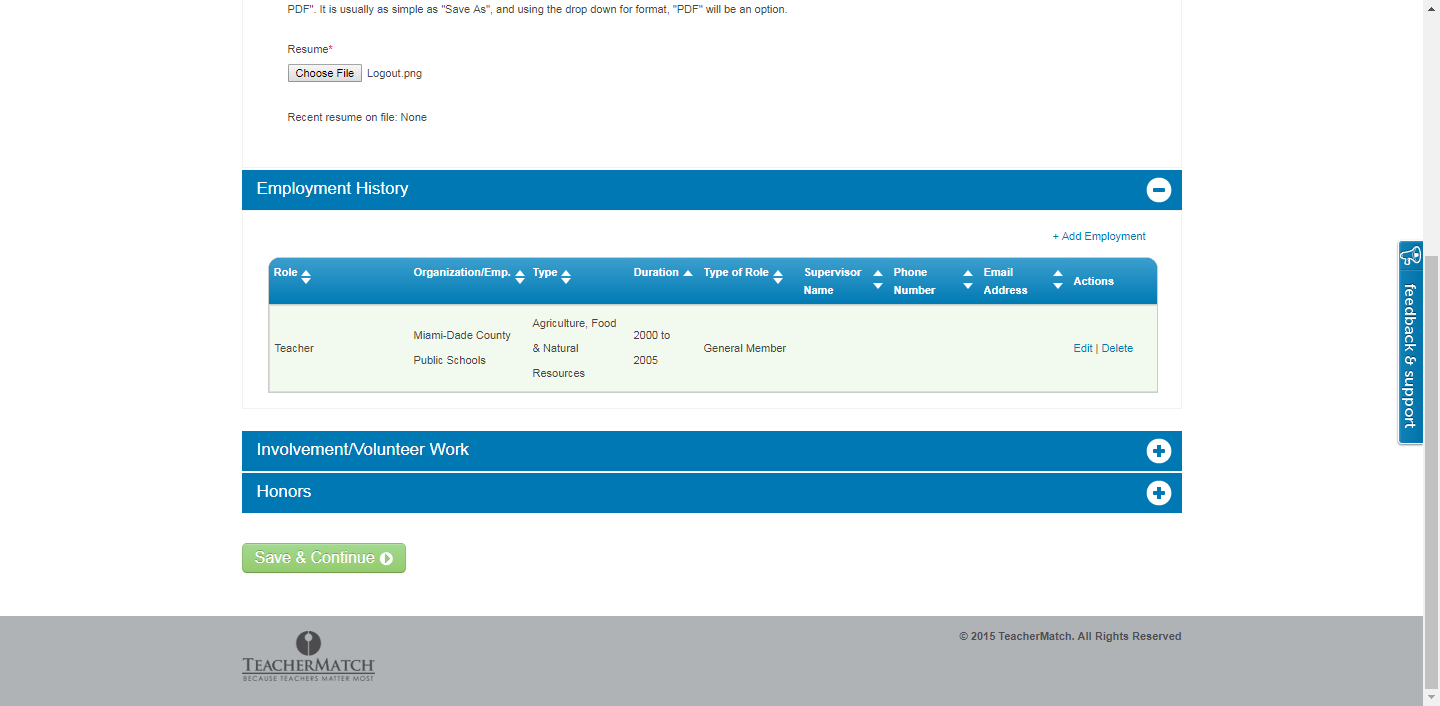 PDF". It is usually as simple as "Save As", and using the drop down for format, "PDF" will be an option.
Resume*
Choose File Logout.png
Recent resume on file: None
Employment History
+ Add Employment
Role Organization/Emp. Type Duration Type of Role Supervisor Name Phone Number Email Address Actions
Teacher Miami-Dade County Public Schools Agriculture, Food & Natural Resources 2000 to 2005 General Member Edit | Delete
Involvement/Volunteer Work
Honors
Save & Continue
feedback & support
© 2015 TeacherMatch. All Rights Reserved
TEACHERMATCH
BECAUSE TEACHERS MATTER MOST